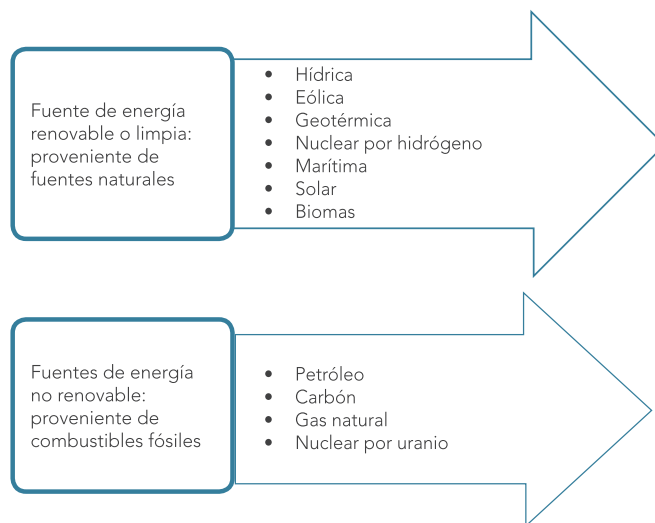 Fuente de energía
renovable o limpia:
proveniente de
fuentes naturales
• Hídrica
• Eólica
• Geotérmica
• Nuclear por hidrógeno
• Marítima
• Solar
• Biomas
Fuentes de energía
no renovable:
proveniente de
combustibles fósiles
• Petróleo
• Carbón
• Gas natural
• Nuclear por uranio